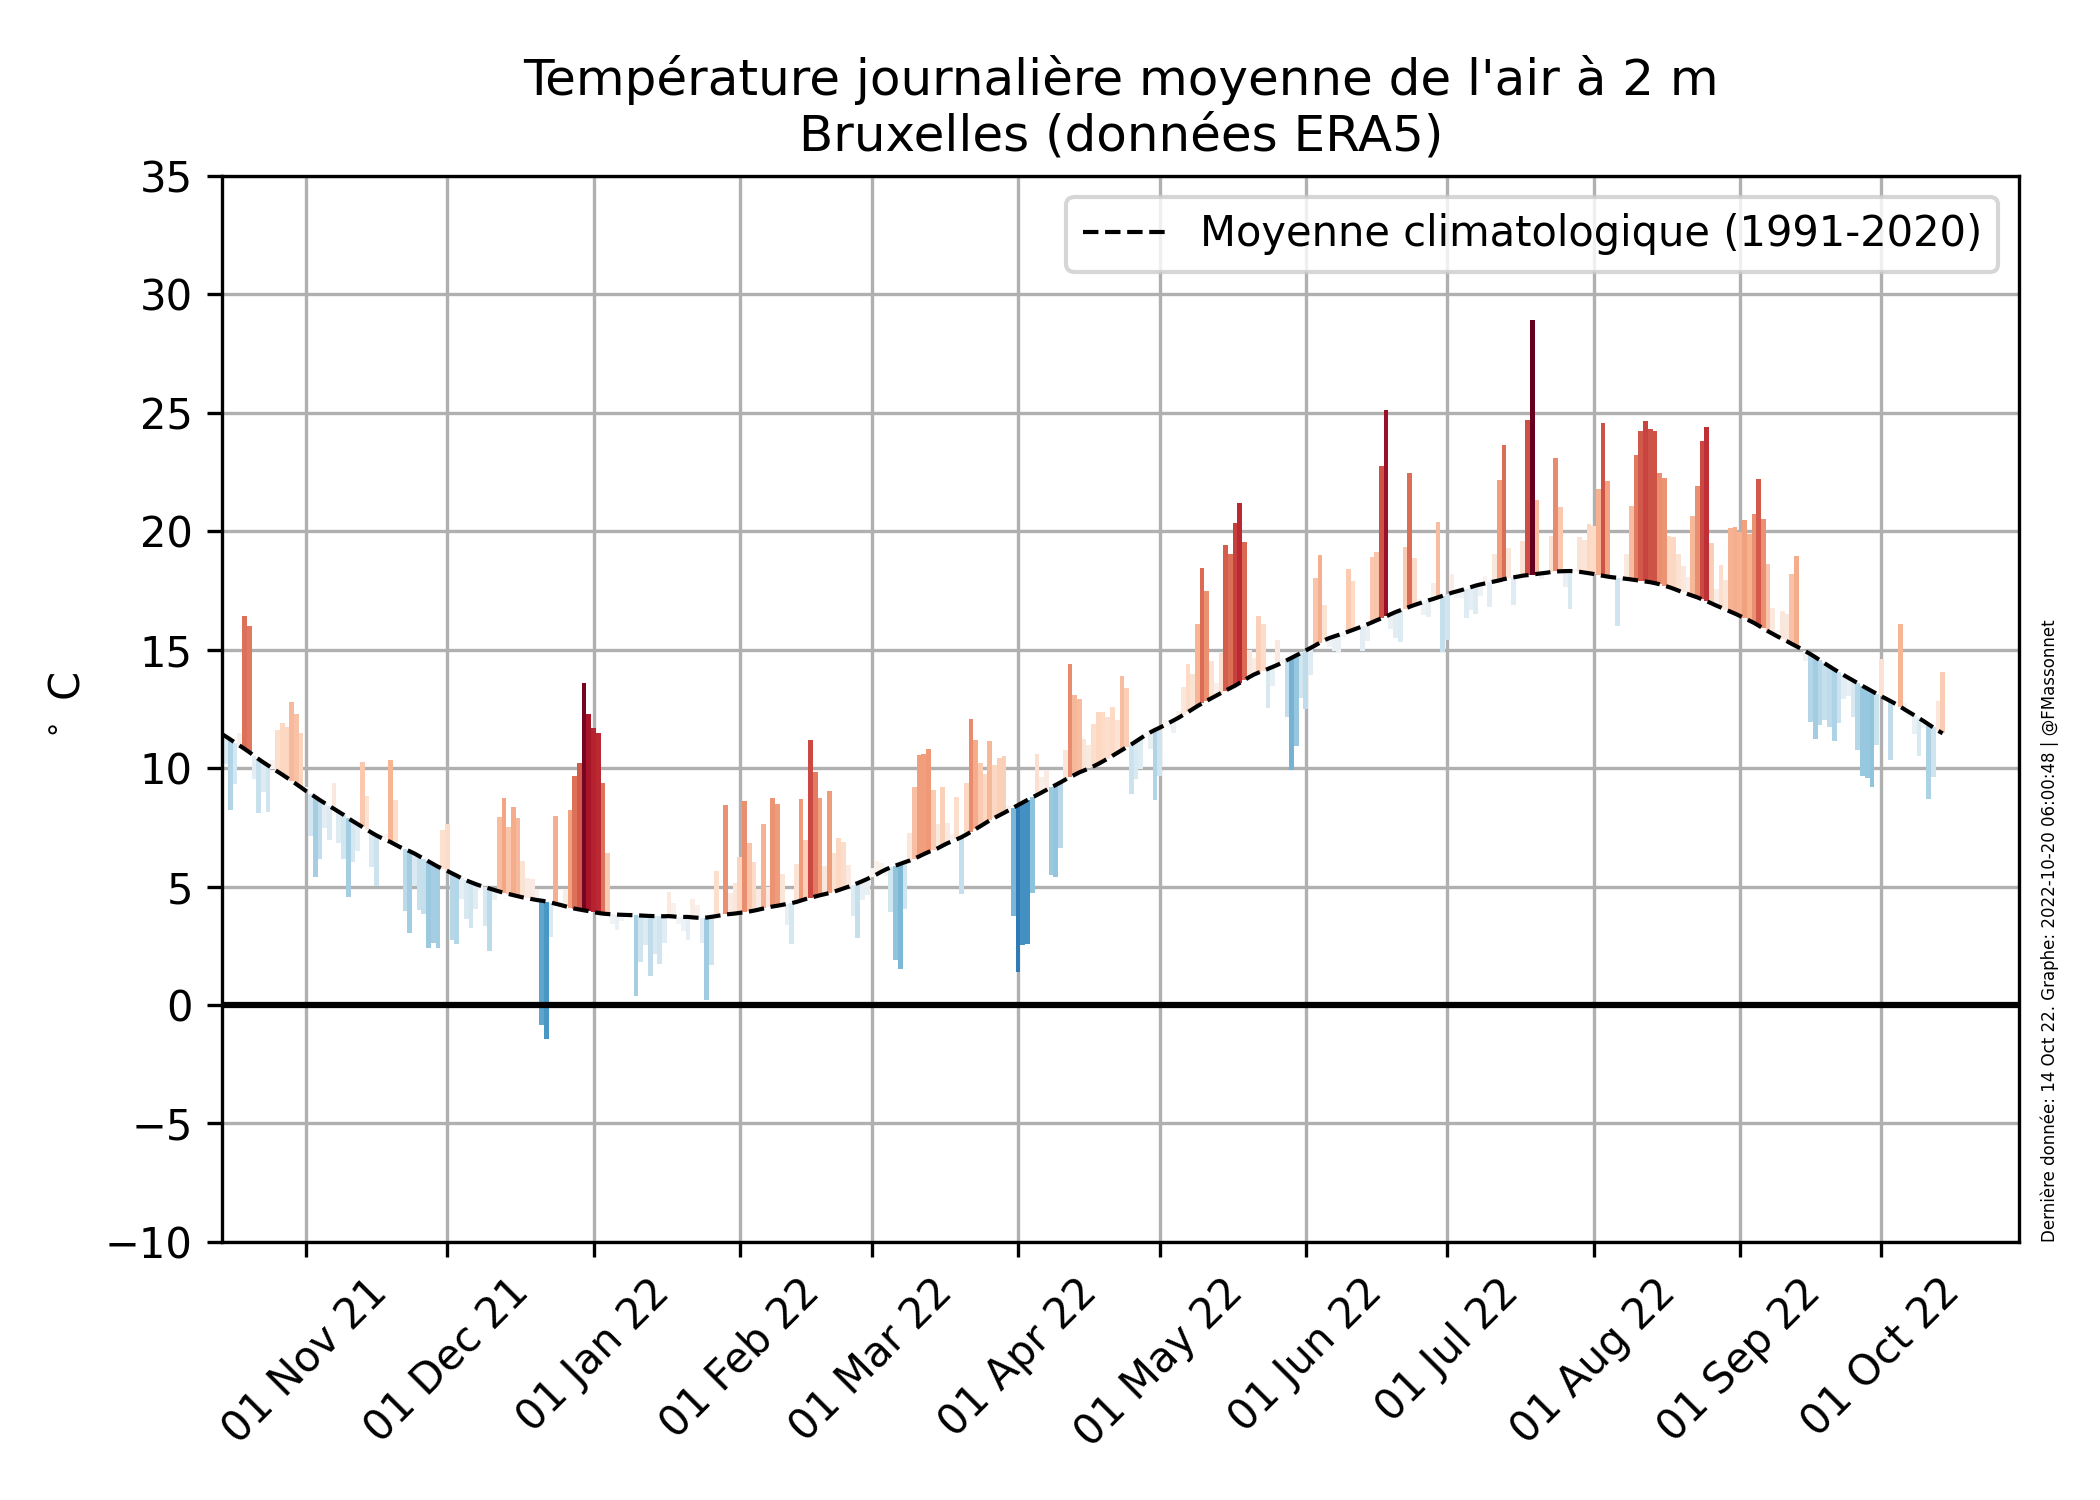 Température journalière moyenne de l'air à 2 m
Bruxelles (données ERA5)
Moyenne climatologique (1991-2020)
° C
35
30
25
20
15
10
5
0
−5
−10
01 Nov 21
01 Dec 21
01 Jan 22
01 Feb 22
01 Mar 22
01 Apr 22
01 May 22
01 Jun 22
01 Jul 22
01 Aug 22
01 Sep 22
01 Oct 22
Dernière donnée: 14 Oct 22. Graphe: 2022-10-20 06:00:48 | @FMassonnet